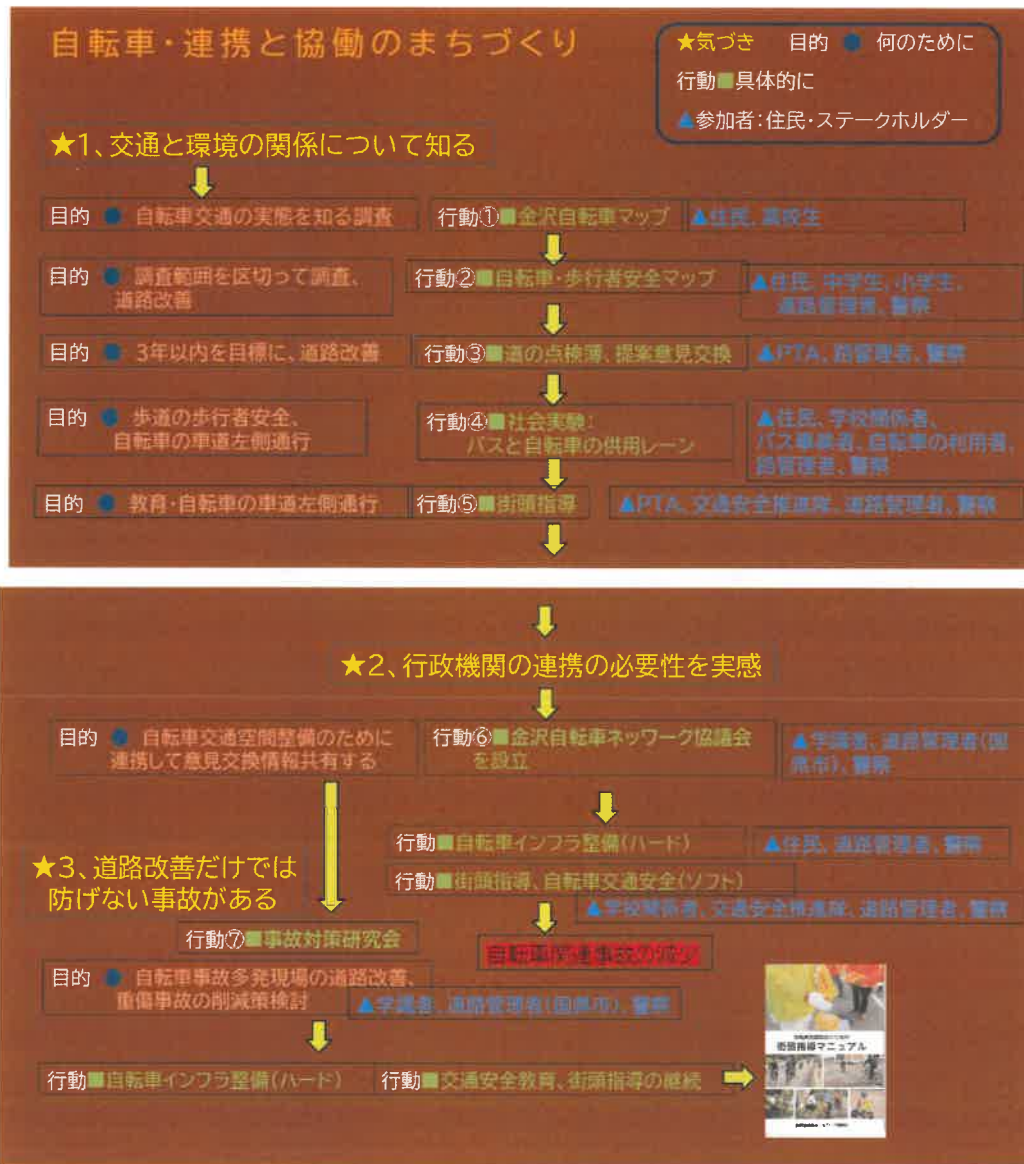 自転車・連携と協働のまちづくり
★気づき 目的 ● 何のために
行動■具体的に
▲参加者：住民・ステークホルダー
★1、交通と環境の関係について知る
目的 ● 自転車交通の実態を知る調査
行動①■金沢自転車マップ
▲住民、高校生
目的 ● 調査範囲を区切って調査、
道路改善
行動②■自転車・歩行者安全マップ
▲住民、中学生、小学生、
道路管理者、警察
目的 ● 3年以内を目標に、道路改善
行動③■道の点検簿、提案意見交換
▲PTA、路管理者、警察
目的 ● 歩道の歩行者安全、
自転車の車道左側通行
行動④■社会実験：
バスと自転車の供用レーン
▲住民、学校関係者、
バス事業者、自転車の利用者、
路管理者、警察
目的 ● 教育・自転車の車道左側通行
行動⑤■街頭指導
▲PTA、交通安全推進隊、道路管理者、警察
★2、行政機関の連携の必要性を実感
目的 ● 自転車交通空間整備のために
連携して意見交換情報共有する
行動⑥■金沢自転車ネッワーク協議会
を設立
▲学識者、道路管理者(国
県市)、警察
行動■自転車インフラ整備(ハード)
▲住民、道路管理者、警察
★3、道路改善だけでは
防げない事故がある
行動■街頭指導、自転車交通安全(ソフト)
▲学校関係者、交通安全推進隊、道路管理者、警察
行動⑦■事故対策研究会
自転車関連事故の減少
目的 ● 自転車事故多発現場の道路改善、
重傷事故の削減策検討
▲学識者、道路管理者(国県市)、警察
行動■自転車インフラ整備(ハード)
行動■交通安全教育、街頭指導の継続
街頭指導マニュアル